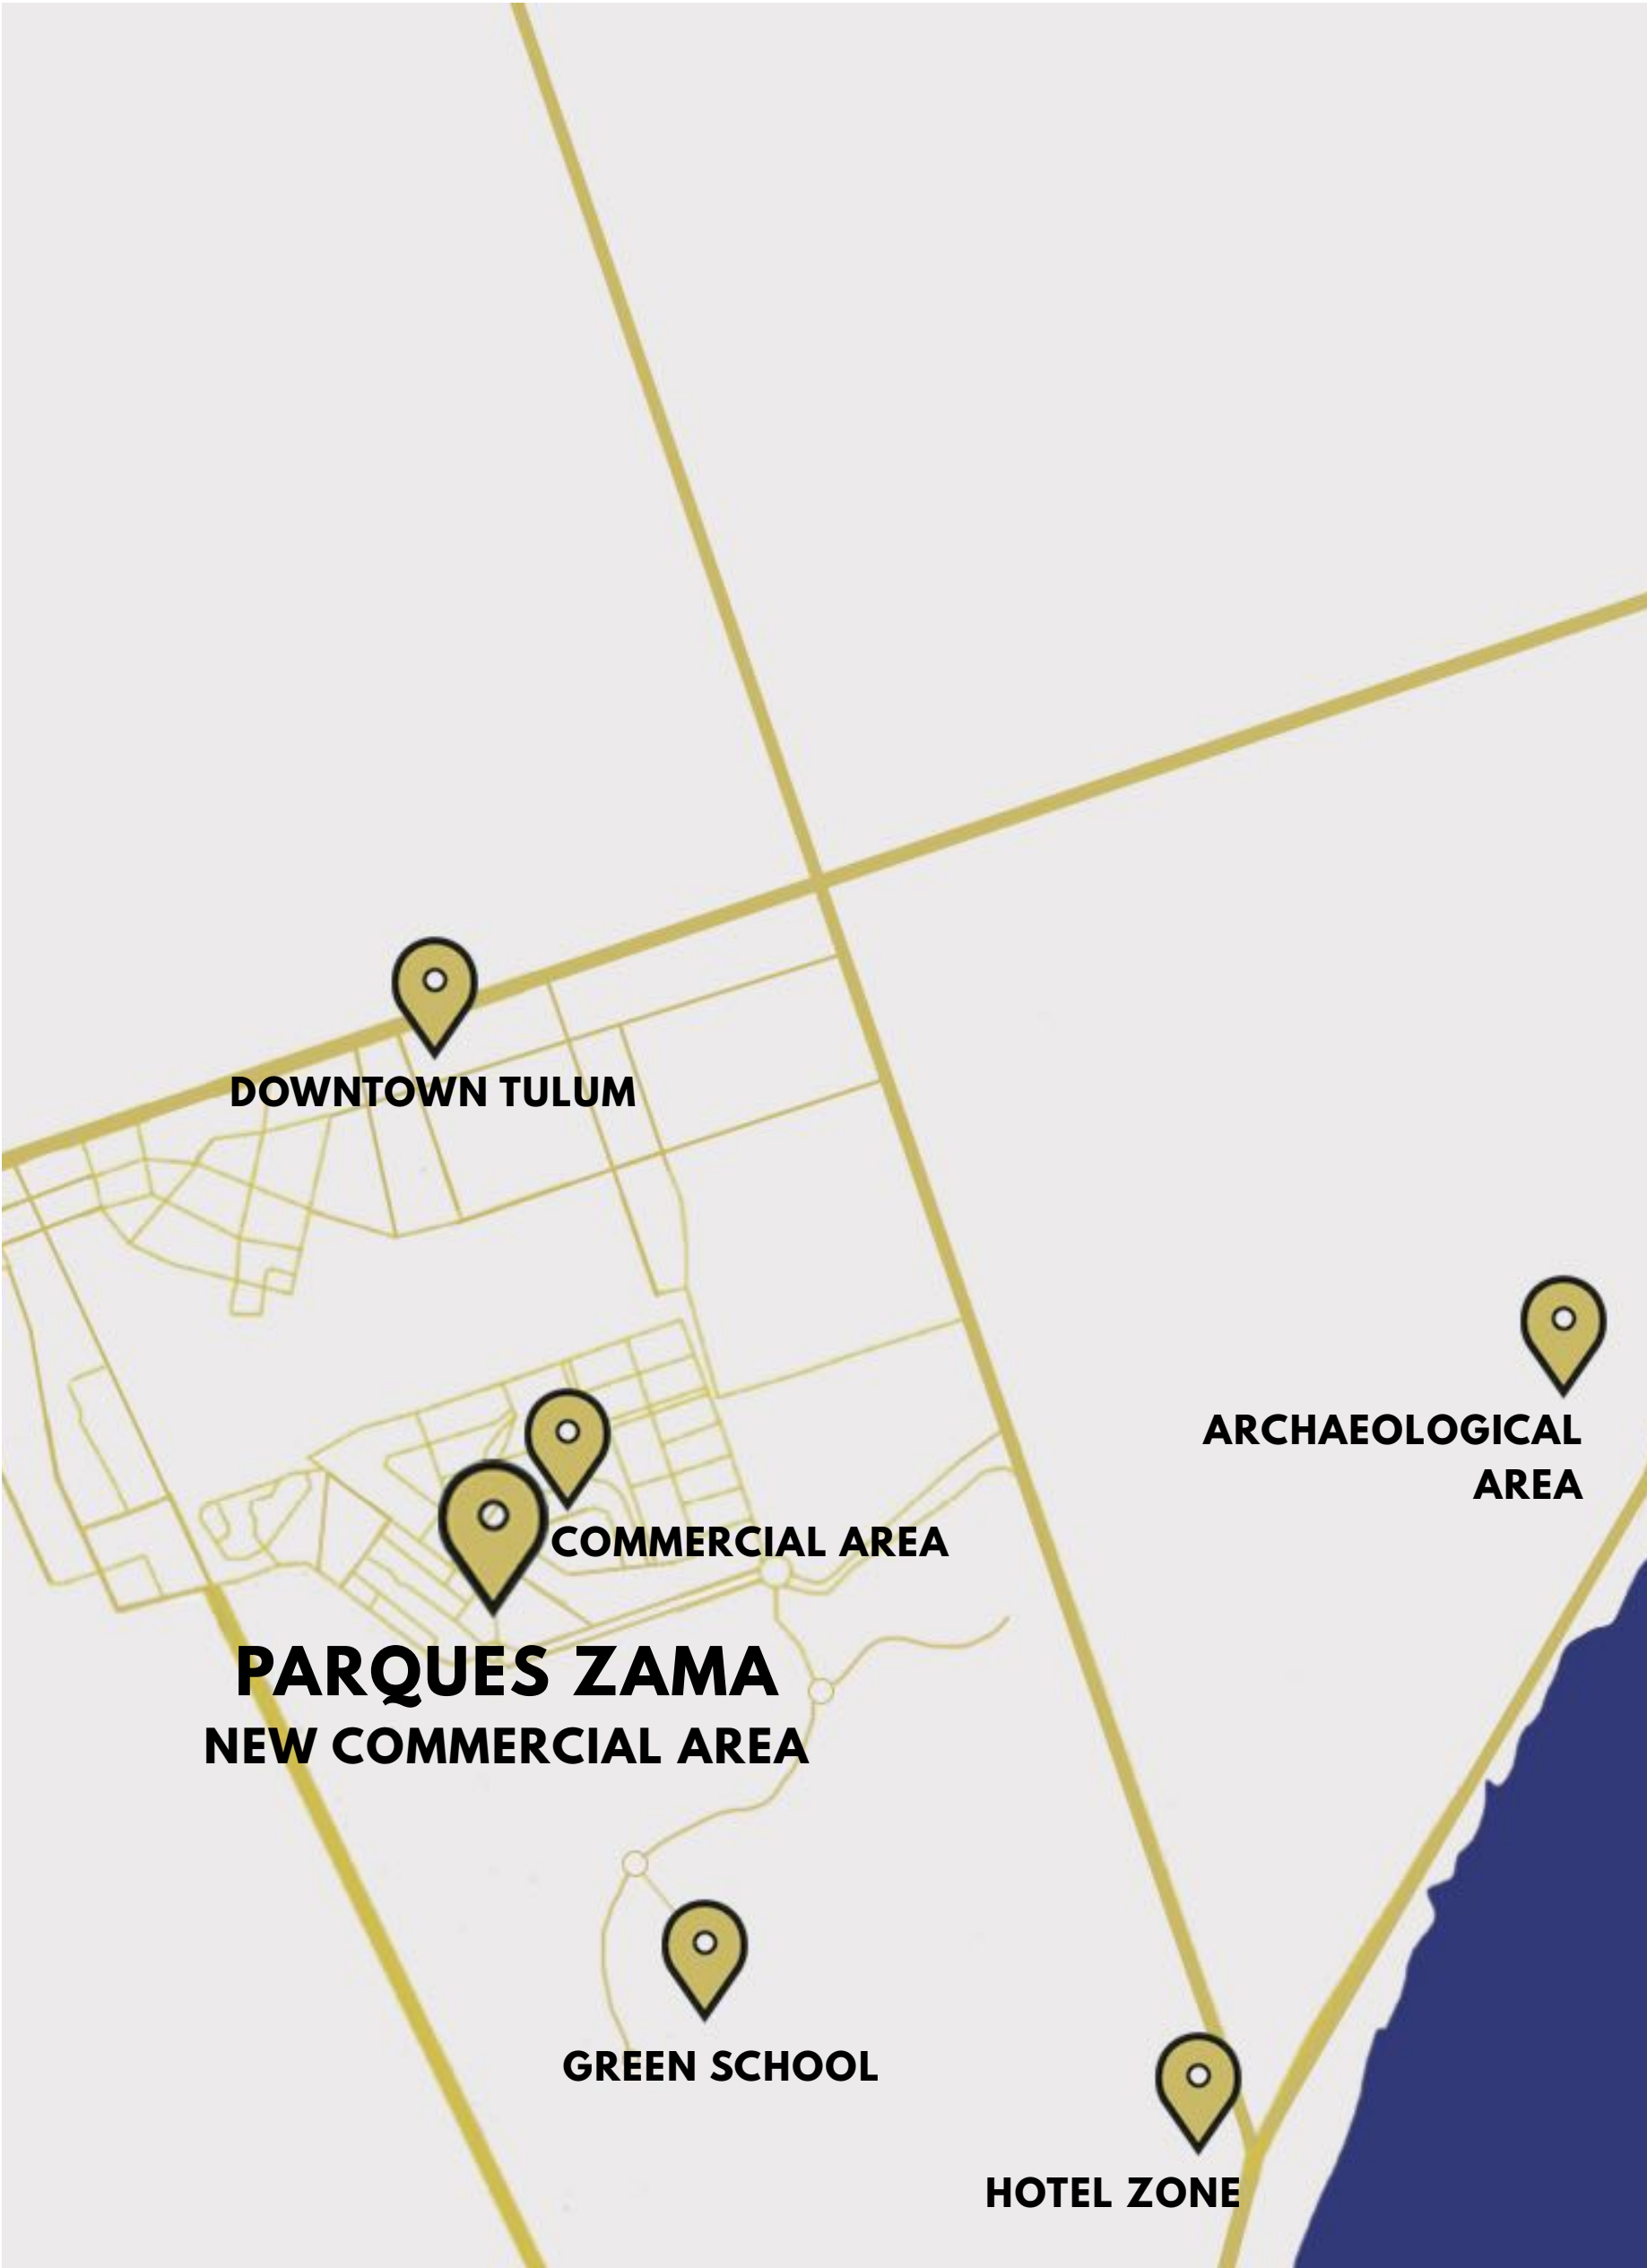 DOWNTOWN TULUM
ARCHAEOLOGICAL
AREA
COMMERCIAL AREA
PARQUES ZAMA
NEW COMMERCIAL AREA
GREEN SCHOOL
HOTEL ZONE